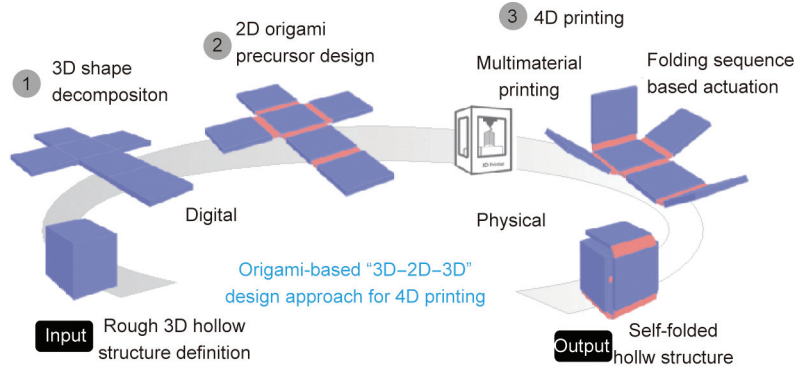 1
3D shape
decompositon
2
2D origami
precursor design
3
4D printing
Multimaterial
printing
Folding sequence
based actuation
3D Printer
Digital
Physical
Origami-based “3D–2D–3D”
design approach for 4D printing
Input
Rough 3D hollow
structure definition
Output
Self-folded
hollw structure